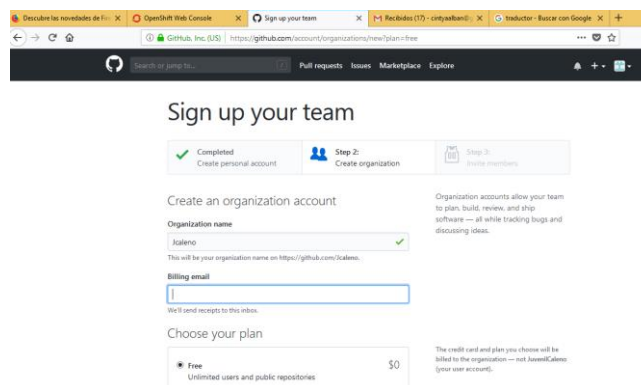 Descubre las novedades de Fir
OpenShift Web Console
Sign up your team
Recibidos (17) - cintyaalban@g
traductor - Buscar con Google
GitHub, Inc. (US)
https://github.com/account/organizations/new?plan=free
Search or jump to...
Pull requests Issues Marketplace Explore
Sign up your team
Completed
Create personal account
Step 2:
Create organization
Step 3:
Invite members
Create an organization account
Organization name
Jcaleno
This will be your organization name on https://github.com/Jcaleno.
Billing email
We'll send receipts to this inbox.
Organization accounts allow your team
to plan, build, review, and ship
software — all while tracking bugs and
discussing ideas.
Choose your plan
Free
$0
Unlimited users and public repositories
The credit card and plan you choose will be
billed to the organization — not JuvenilCaleno
(your user account).